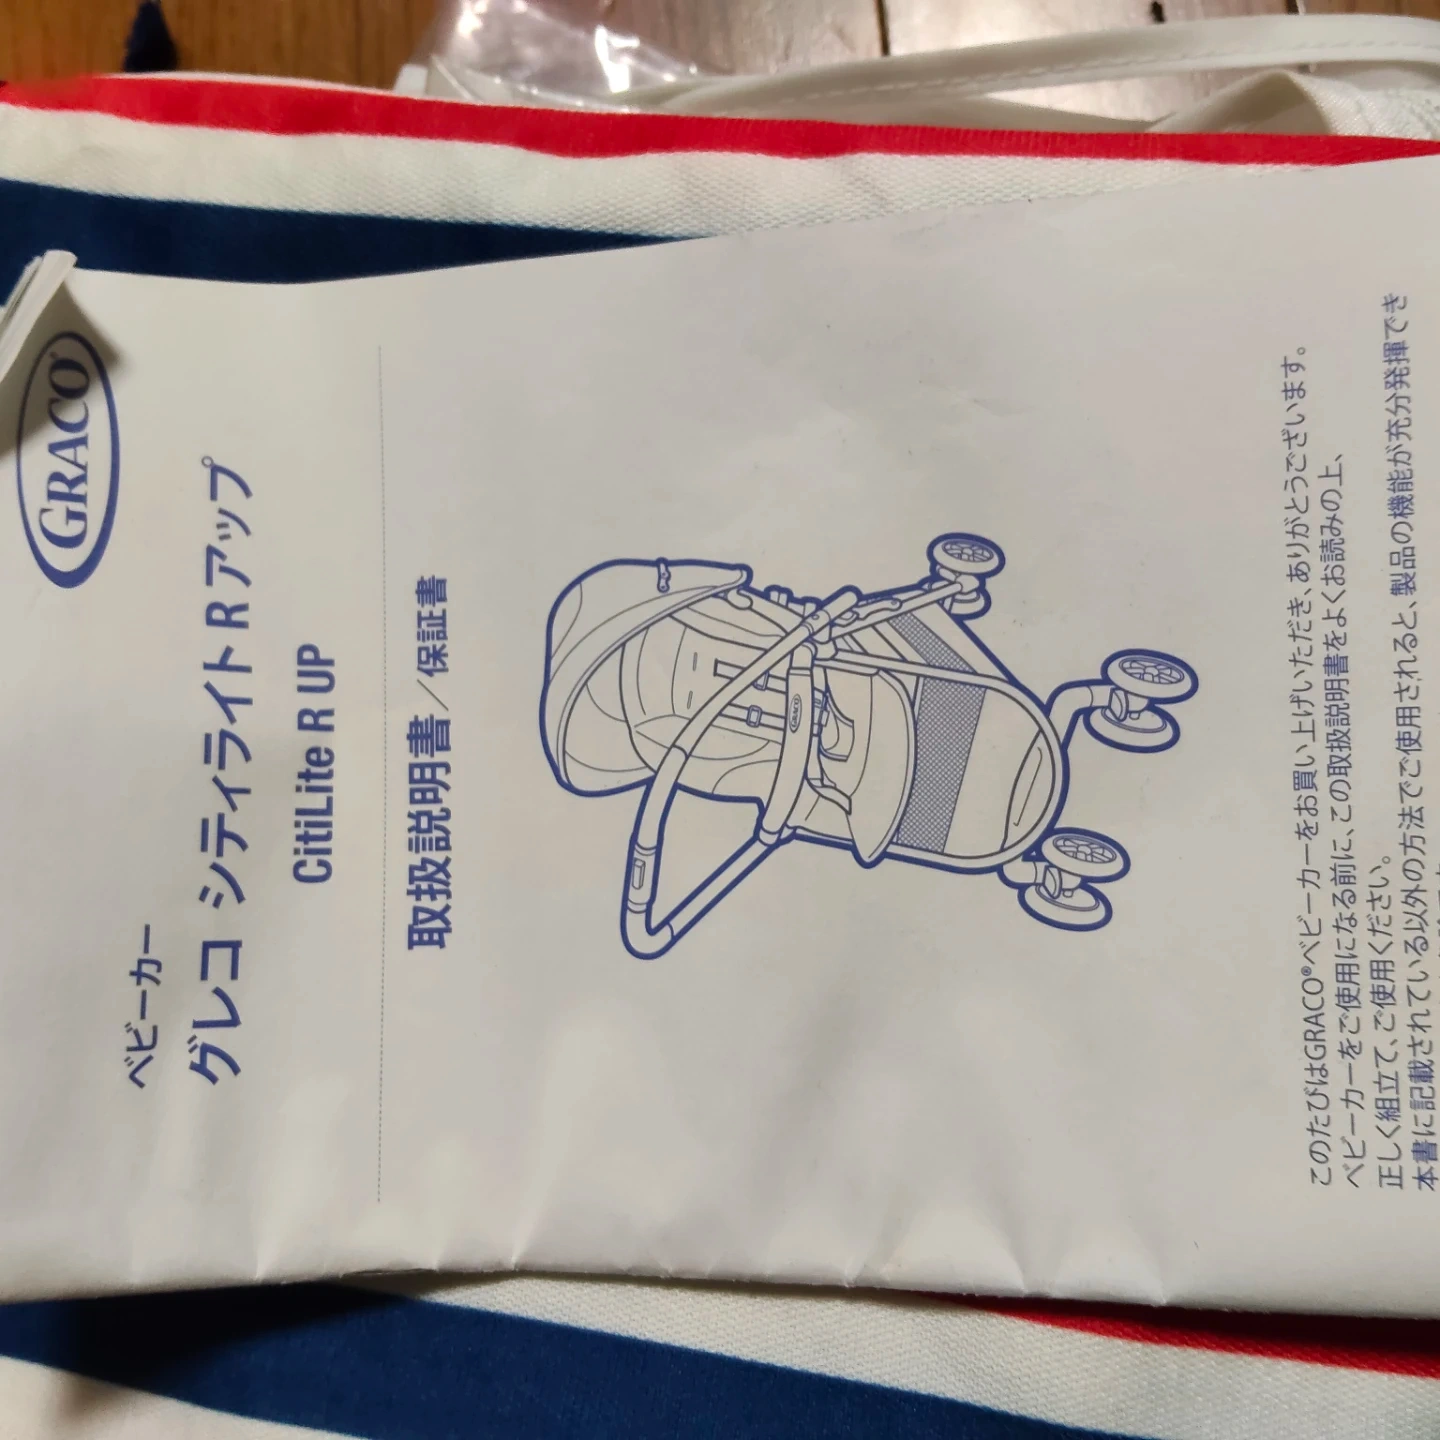 GRACO®
ベビーカー
グレコ シティライト R アップ
CitiLite R UP
取扱説明書／保証書
GRACO
このたびはGRACO®ベビーカーをお買い上げいただき、ありがとうございます。
ベビーカーをご使用になる前に、この取扱説明書をよくお読みの上、
正しく組立て、ご使用ください。
本書に記載されている以外の方法でご使用されると、製品の機能が充分発揮でき